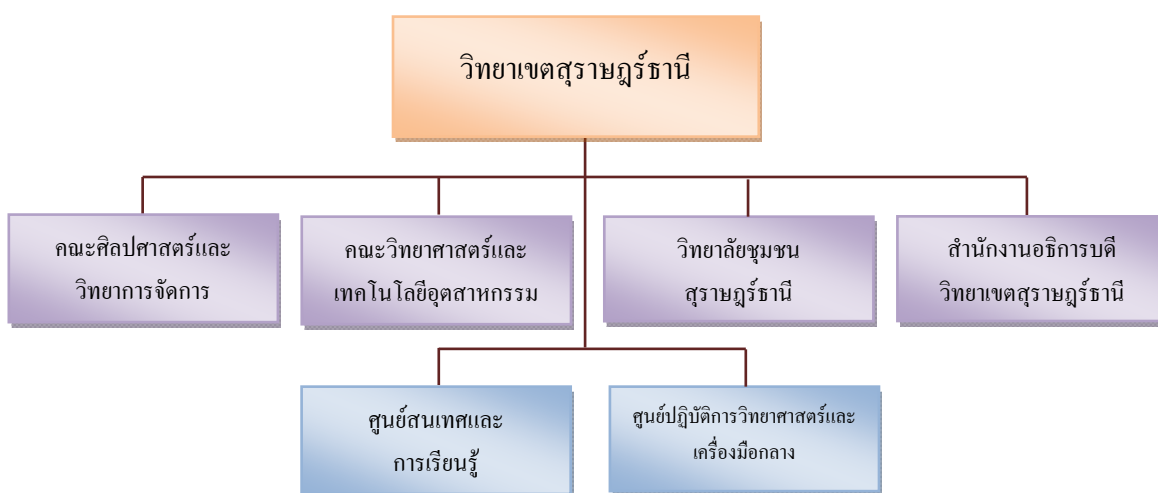 วิทยาเขตสุราษฎร์ธานี
คณะศิลปศาสตร์และ
วิทยาการจัดการ
คณะวิทยาศาสตร์และ
เทคโนโลยีอุตสาหกรรม
วิทยาลัยชุมชน
สุราษฎร์ธานี
สำนักงานอธิการบดี
วิทยาเขตสุราษฎร์ธานี
ศูนย์สนเทศและ
การเรียนรู้
ศูนย์ปฏิบัติการวิทยาศาสตร์และ
เครื่องมือกลาง